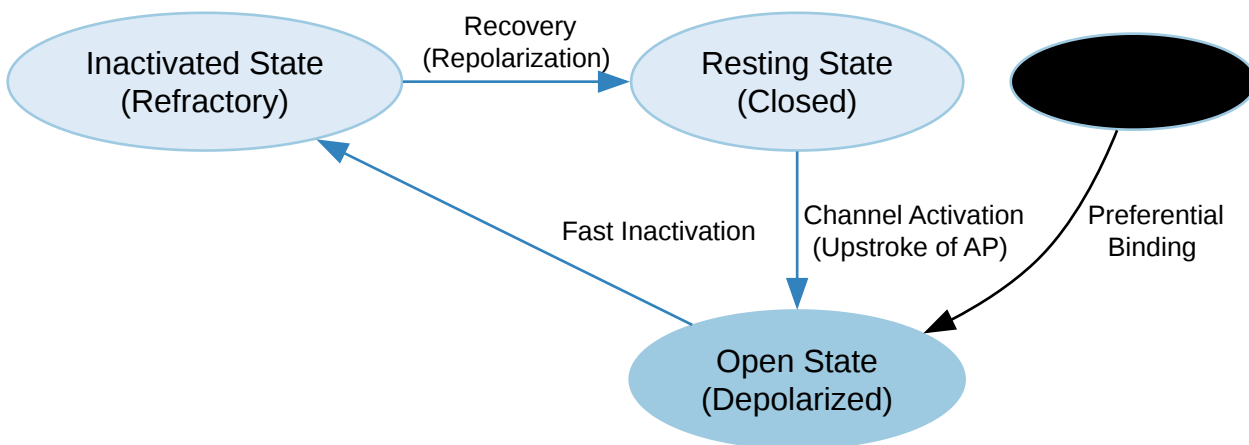 Inactivated State
(Refractory)
Recovery
(Repolarization)
Resting State
(Closed)
Fast Inactivation
Channel Activation
(Upstroke of AP)
Preferential
Binding
Open State
(Depolarized)